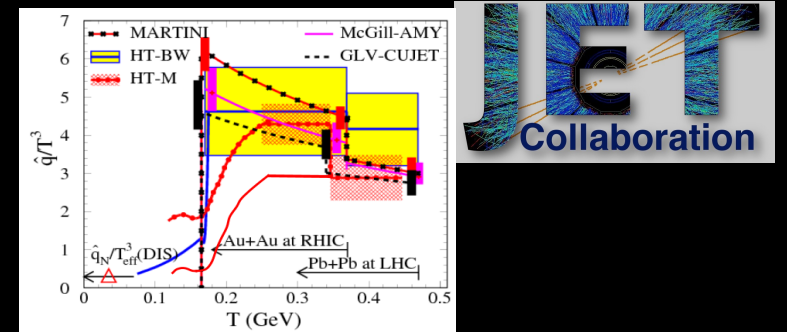 MARTINI
HT-BW
HT-M
McGill-AMY
GLV-CUJET
q̂/T³
7
6
5
4
3
2
1
0
q̂_N/T³_eff(DIS)
Au+Au at RHIC
Pb+Pb at LHC
0 0.1 0.2 0.3 0.4 0.5
T (GeV)
JET
Collaboration